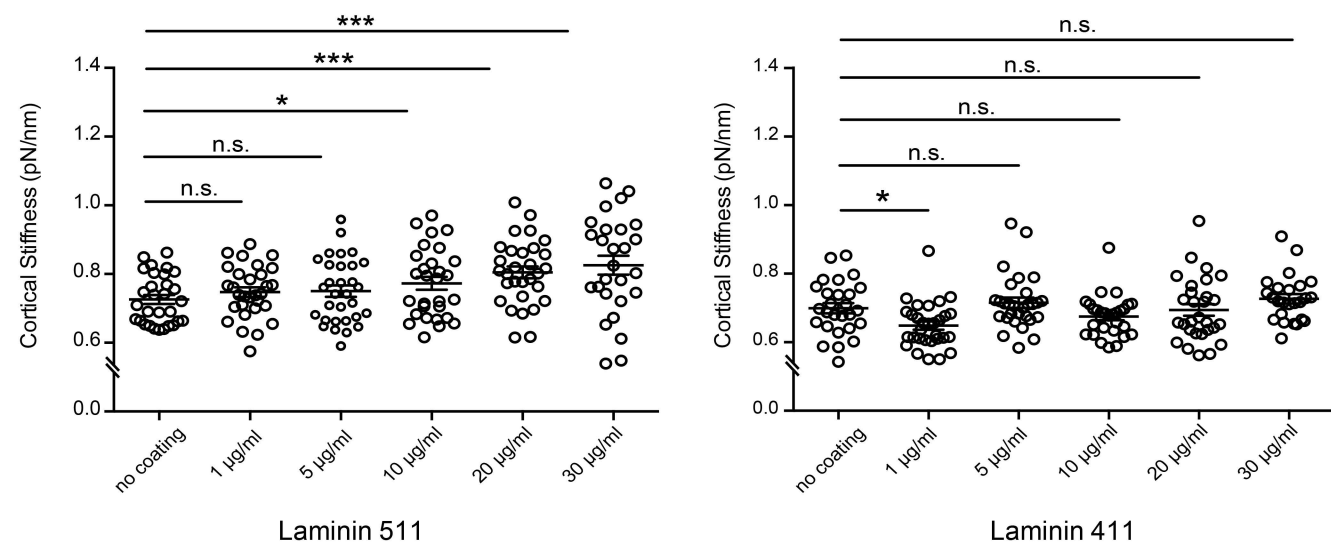 ***
***
*
n.s.
n.s.
1.4
1.2
1.0
0.8
0.6
0.0
Cortical Stiffness (pN/nm)
no coating
1 µg/ml
5 µg/ml
10 µg/ml
20 µg/ml
30 µg/ml
Laminin 511
n.s.
n.s.
n.s.
n.s.
*
1.4
1.2
1.0
0.8
0.6
0.0
Cortical Stiffness (pN/nm)
no coating
1 µg/ml
5 µg/ml
10 µg/ml
20 µg/ml
30 µg/ml
Laminin 411